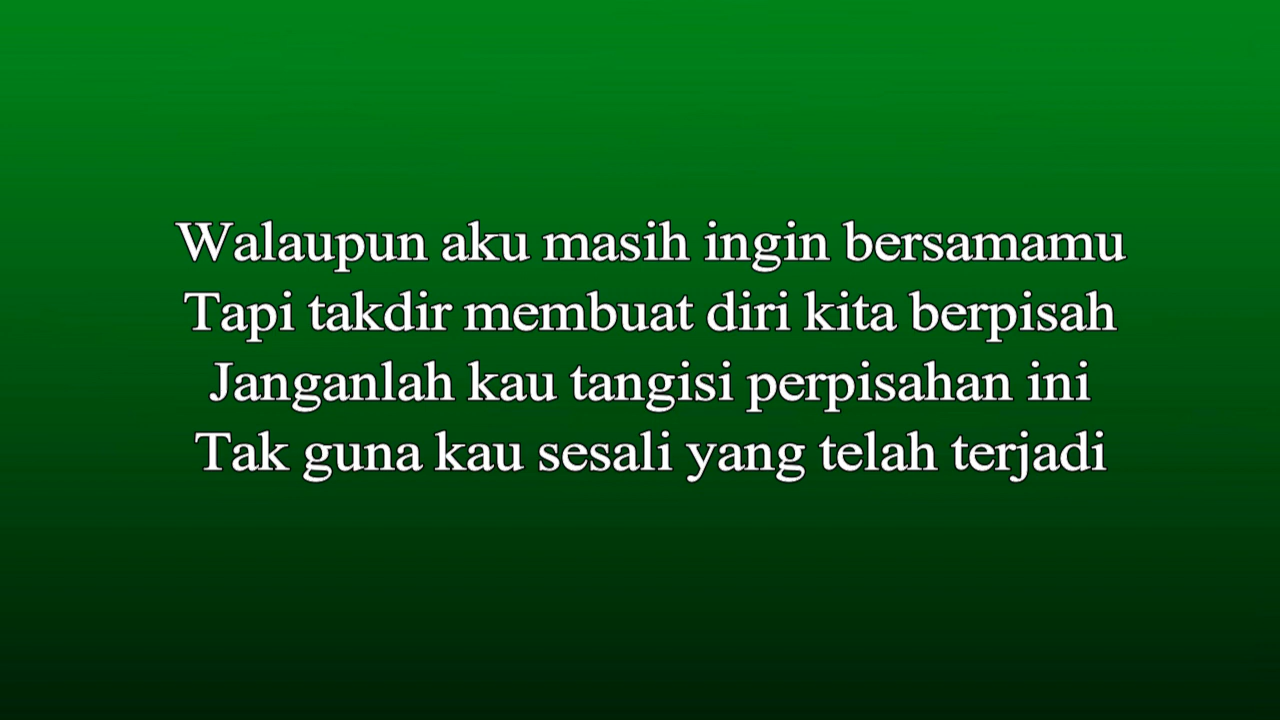 Walaupun aku masih ingin bersamamu
Tapi takdir membuat diri kita berpisah
Janganlah kau tangisi perpisahan ini
Tak guna kau sesali yang telah terjadi